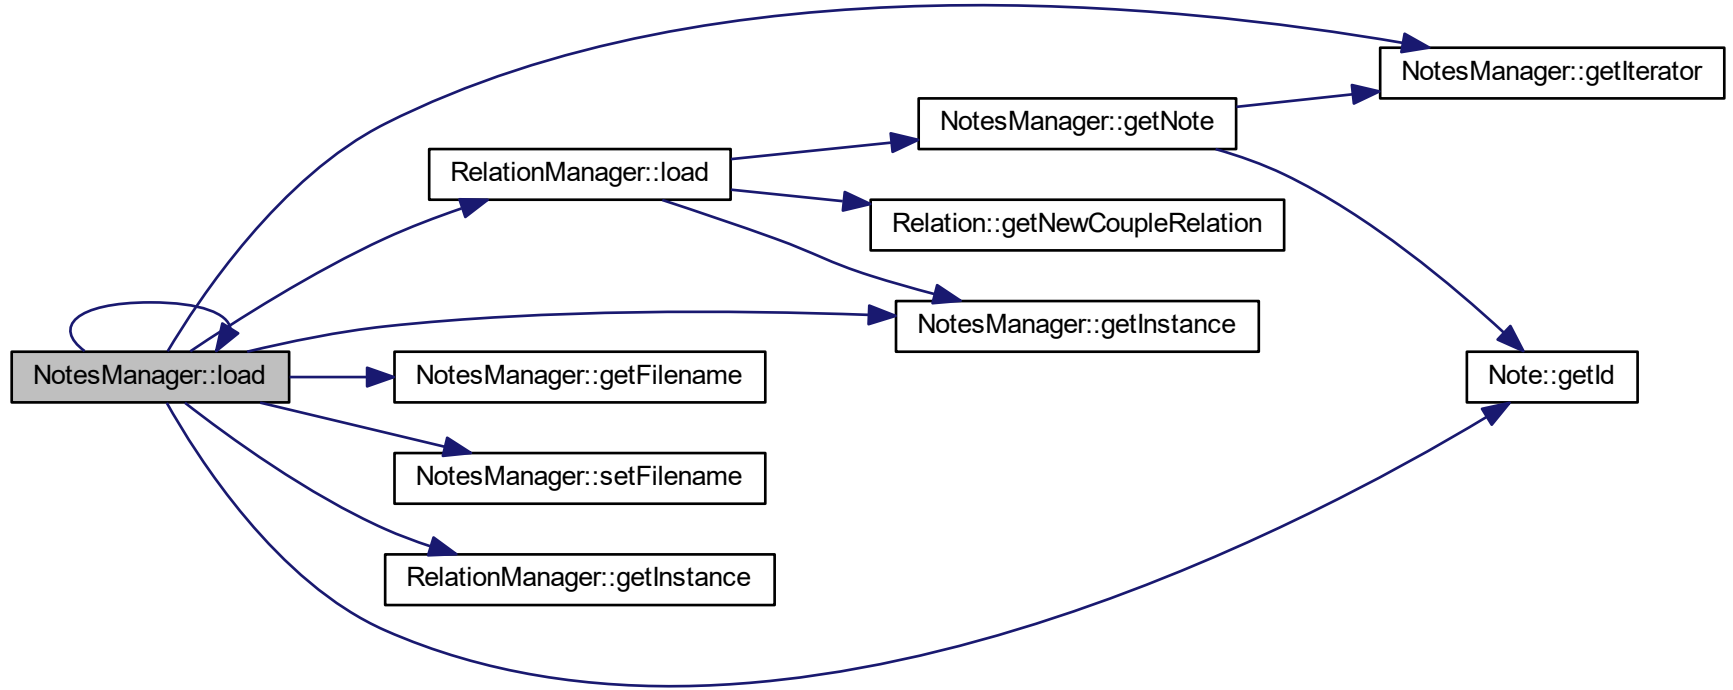 NotesManager::getIterator
NotesManager::getNote
RelationManager::load
Relation::getNewCoupleRelation
NotesManager::getInstance
NotesManager::load
NotesManager::getFilename
Note::getId
NotesManager::setFilename
RelationManager::getInstance